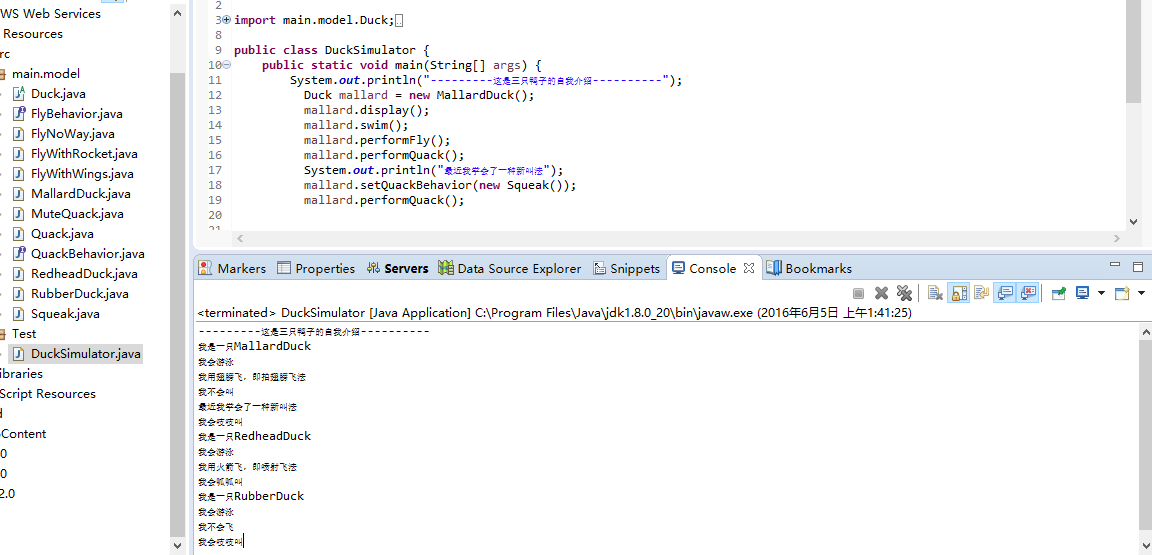 WS Web Services
Resources
rc
main.model
Duck.java
FlyBehavior.java
FlyNoWay.java
FlyWithRocket.java
FlyWithWings.java
MallardDuck.java
MuteQuack.java
Quack.java
QuackBehavior.java
RedheadDuck.java
RubberDuck.java
Squeak.java
Test
DuckSimulator.java
ibraries
Script Resources
d
Content
0
0
2.0
2
3 import main.model.Duck;
8
9 public class DuckSimulator {
10 public static void main(String[] args) {
11 System.out.println("---------这是三只鸭子的自我介绍----------");
12 Duck mallard = new MallardDuck();
13 mallard.display();
14 mallard.swim();
15 mallard.performFly();
16 mallard.performQuack();
17 System.out.println("最近我学会了一种新叫法");
18 mallard.setQuackBehavior(new Squeak());
19 mallard.performQuack();
20
21
Markers Properties Servers Data Source Explorer Snippets Console Bookmarks
<terminated> DuckSimulator [Java Application] C:\Program Files\Java\jdk1.8.0_20\bin\javaw.exe (2016年6月5日 上午1:41:25)
---------这是三只鸭子的自我介绍----------
我是一只MallardDuck
我会游泳
我用翅膀飞，即拍翅膀飞法
我不会叫
最近我学会了一种新叫法
我会吱吱叫
我是一只RedheadDuck
我会游泳
我用火箭飞，即喷射飞法
我会呱呱叫
我是一只RubberDuck
我会游泳
我不会飞
我会吱吱叫